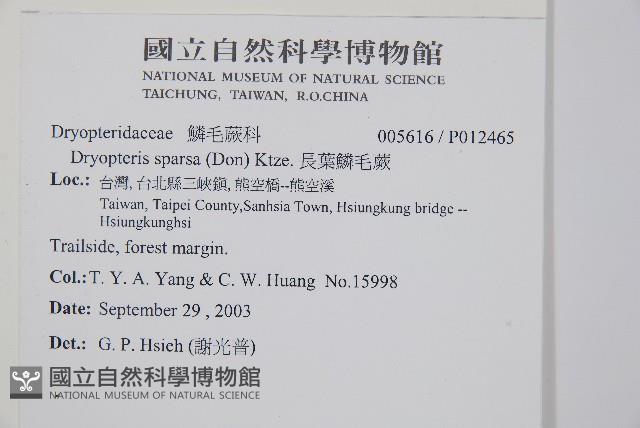 國立自然科學博物館
NATIONAL MUSEUM OF NATURAL SCIENCE
TAICHUNG, TAIWAN, R.O.CHINA
Dryopteridaceae 鱗毛蕨科 005616 / P012465
Dryopteris sparsa (Don) Ktze. 長葉鱗毛蕨
Loc.: 台灣, 台北縣三峽鎮, 熊空橋--熊空溪
Taiwan, Taipei County,Sanhsia Town, Hsiungkung bridge --
Hsiungkunghsi
Trailside, forest margin.
Col.: T. Y. A. Yang & C. W. Huang No.15998
Date: September 29 , 2003
Det.: G. P. Hsieh (謝光普)
國立自然科學博物館
NATIONAL MUSEUM OF NATURAL SCIENCE